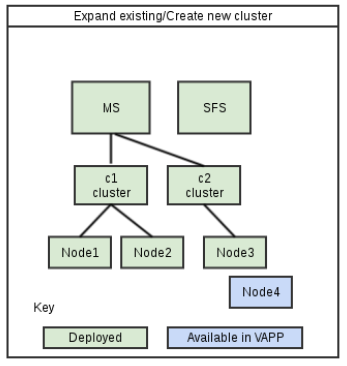 Expand existing/Create new cluster
MS
SFS
c1
cluster
c2
cluster
Node1
Node2
Node3
Node4
Key
Deployed
Available in VAPP